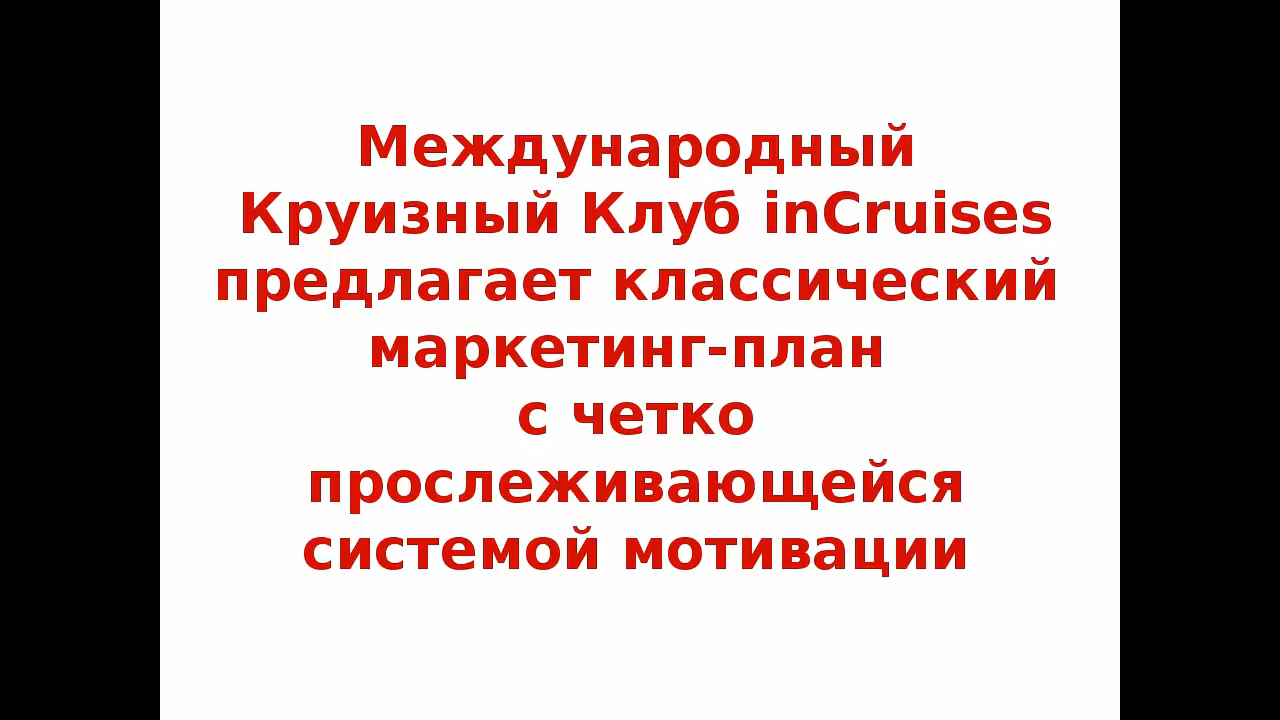 Международный
Круизный Клуб inCruises
предлагает классический
маркетинг-план
с четко
прослеживающейся
системой мотивации